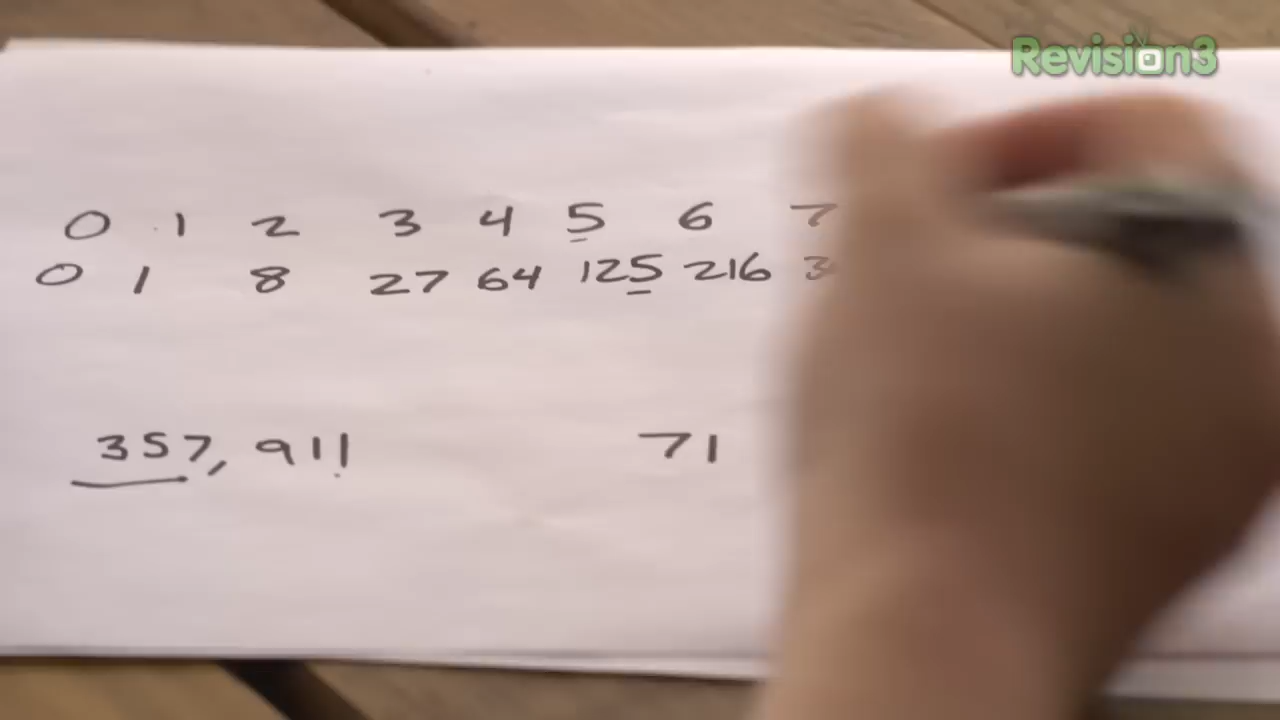 Revision3
0 1 2 3 4 5 6 7
0 1 8 27 64 125 216 3
357,911 71